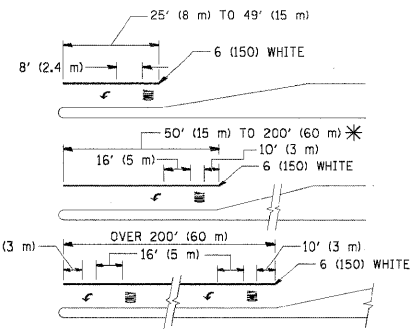 25' (8 m) TO 49' (15 m)
6 (150) WHITE
8' (2.4 m)
50' (15 m) TO 200' (60 m) *
10' (3 m)
16' (5 m)
6 (150) WHITE
OVER 200' (60 m)
(3 m)
16' (5 m)
10' (3 m)
6 (150) WHITE